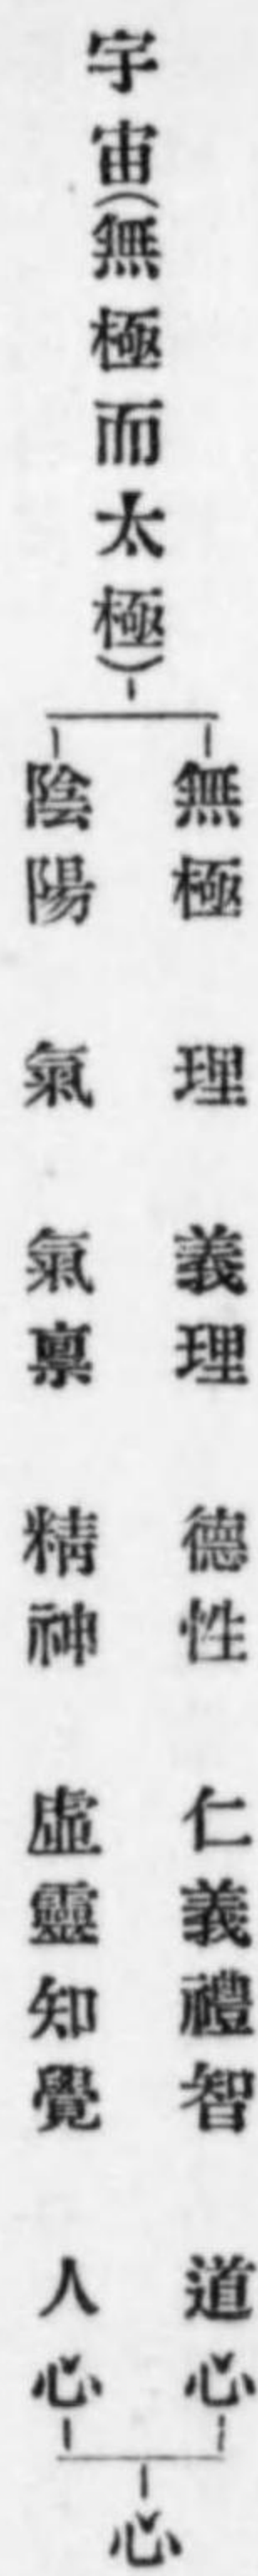 宇宙(無極而太極)
無極　理　義理　德性　仁義禮智　道心
陰陽　氣　氣禀　精神　虛靈知覺　人心
心